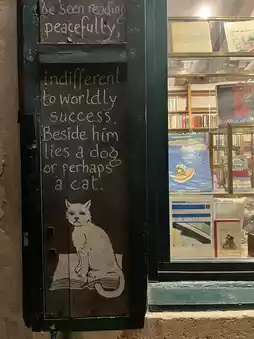 be seen reading
peacefully,
indifferent
to worldly
success.
Beside him
lies a dog
or perhaps
a cat.